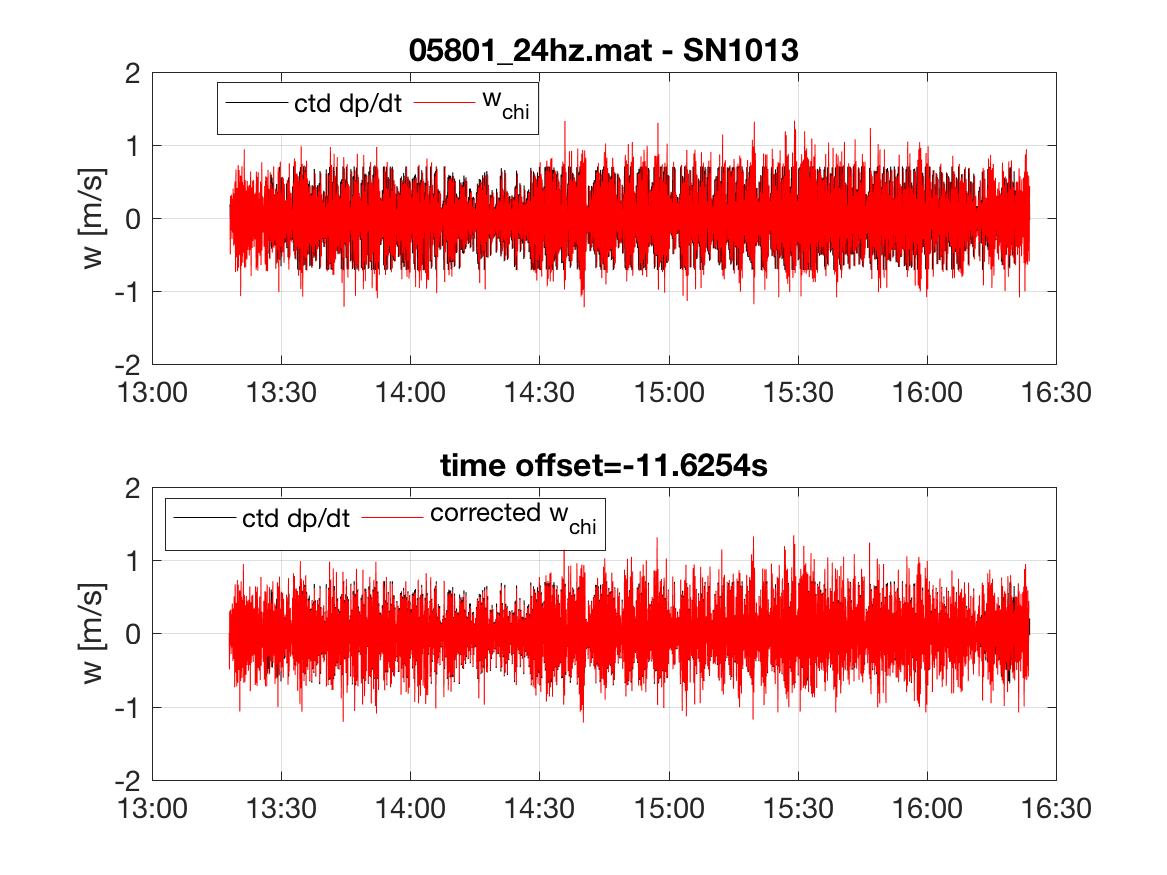 05801_24hz.mat - SN1013
ctd dp/dt w_chi
2
1
0
-1
-2
w [m/s]
13:00 13:30 14:00 14:30 15:00 15:30 16:00 16:30
time offset=-11.6254s
ctd dp/dt corrected w_chi
2
1
0
-1
-2
w [m/s]
13:00 13:30 14:00 14:30 15:00 15:30 16:00 16:30